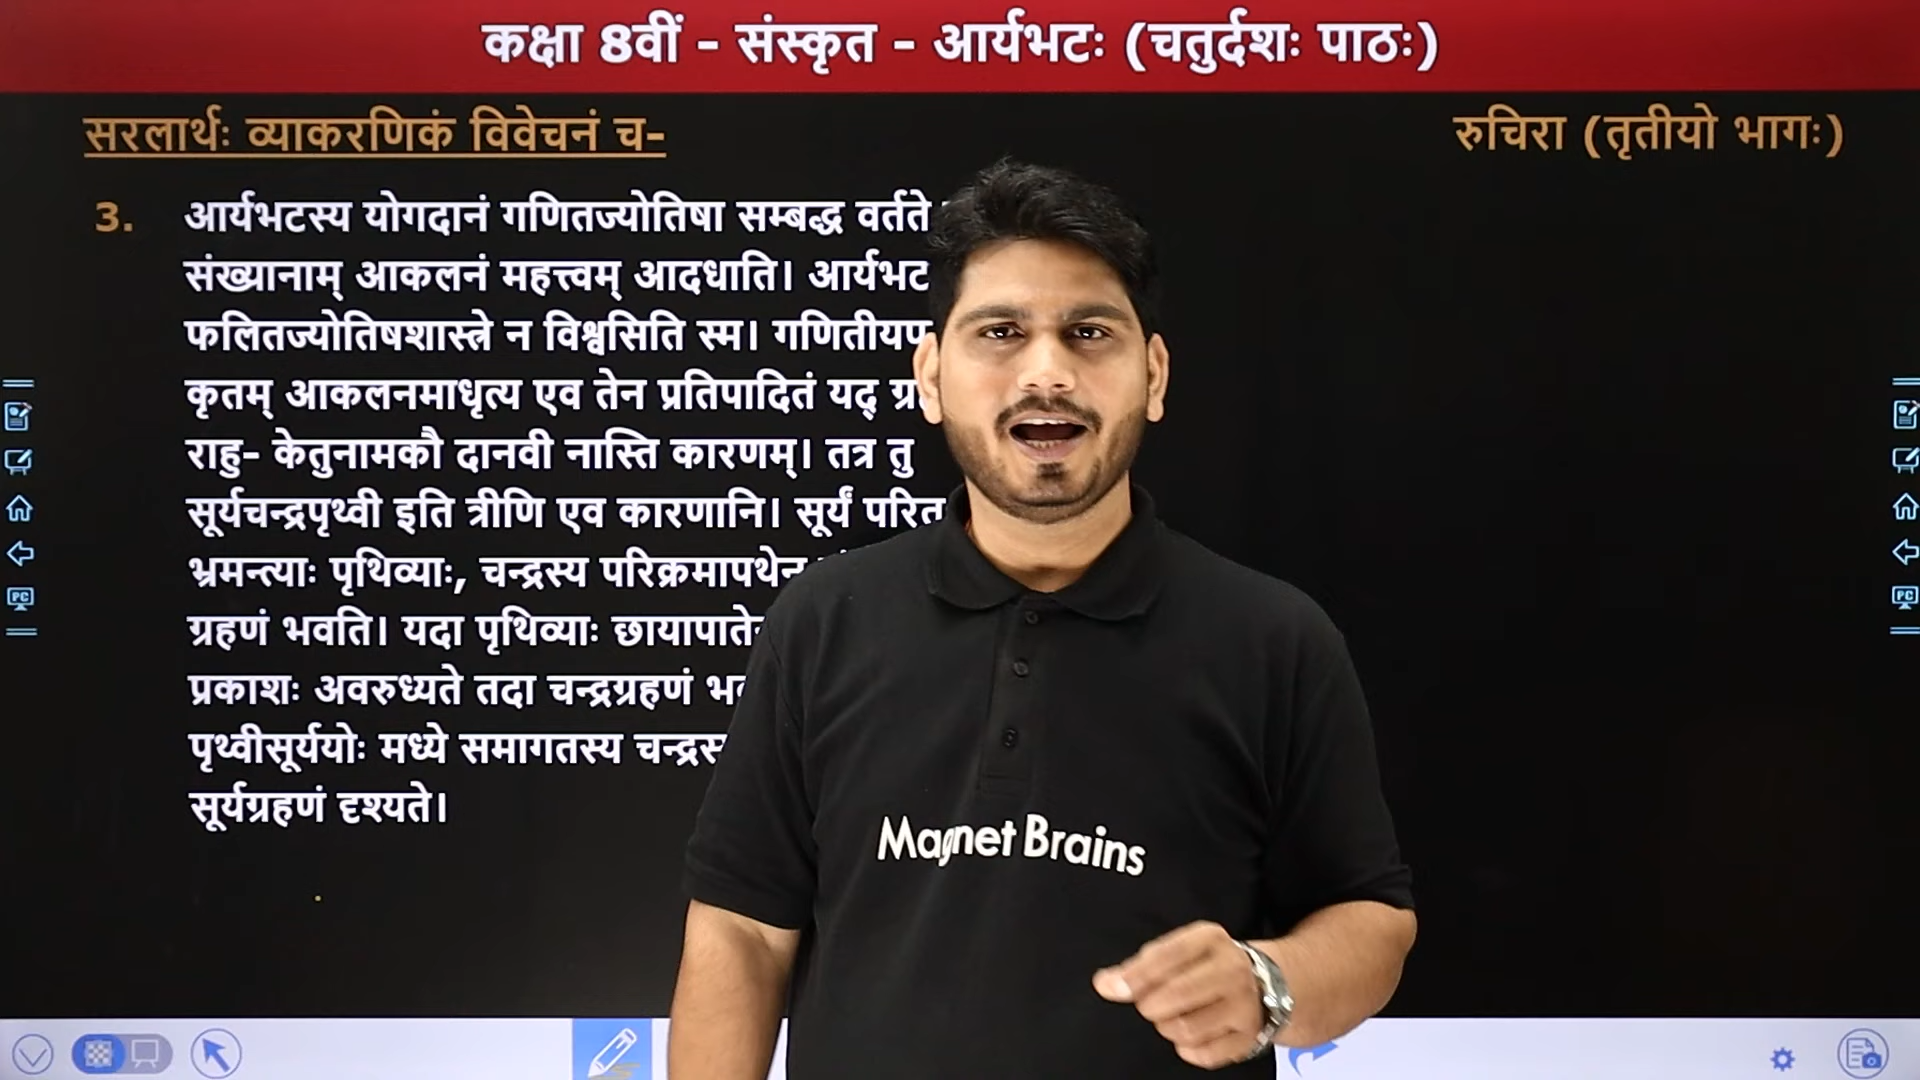 कक्षा 8वीं - संस्कृत - आर्यभटः (चतुर्दशः पाठः)
सरलार्थः व्याकरणिकं विवेचनं च-
रुचिरा (तृतीयो भागः)
3. आर्यभटस्य योगदानं गणितज्योतिषा सम्बद्ध वर्तते
संख्यानाम् आकलनं महत्त्वम् आदधाति। आर्यभट
फलितज्योतिषशास्त्रे न विश्वसिति स्म।
कृतम् आकलनमाधृत्य एव तेन प्रतिपादितं यद्
राहु- केतुनामकौ दानवी नास्ति कारणम्। तत्र तु
सूर्यचन्द्रपृथ्वी इति त्रीणि एव कारणानि। सूर्यं
भ्रमन्त्याः पृथिव्याः, चन्द्रस्य परिक्रमापथेन
ग्रहणं भवति। यदा पृथिव्याः
प्रकाशः अवरुध्यते तदा चन्द्रग्रहणं
पृथ्वीसूर्ययोः मध्ये समागतस्य
सूर्यग्रहणं दृश्यते।
Magnet Brains
PC
PC